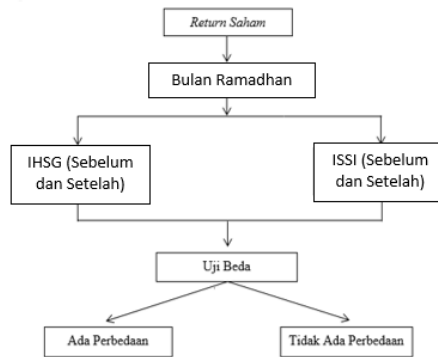 Return Saham
Bulan Ramadhan
IHSG (Sebelum
dan Setelah)
ISSI (Sebelum
dan Setelah)
Uji Beda
Ada Perbedaan
Tidak Ada Perbedaan